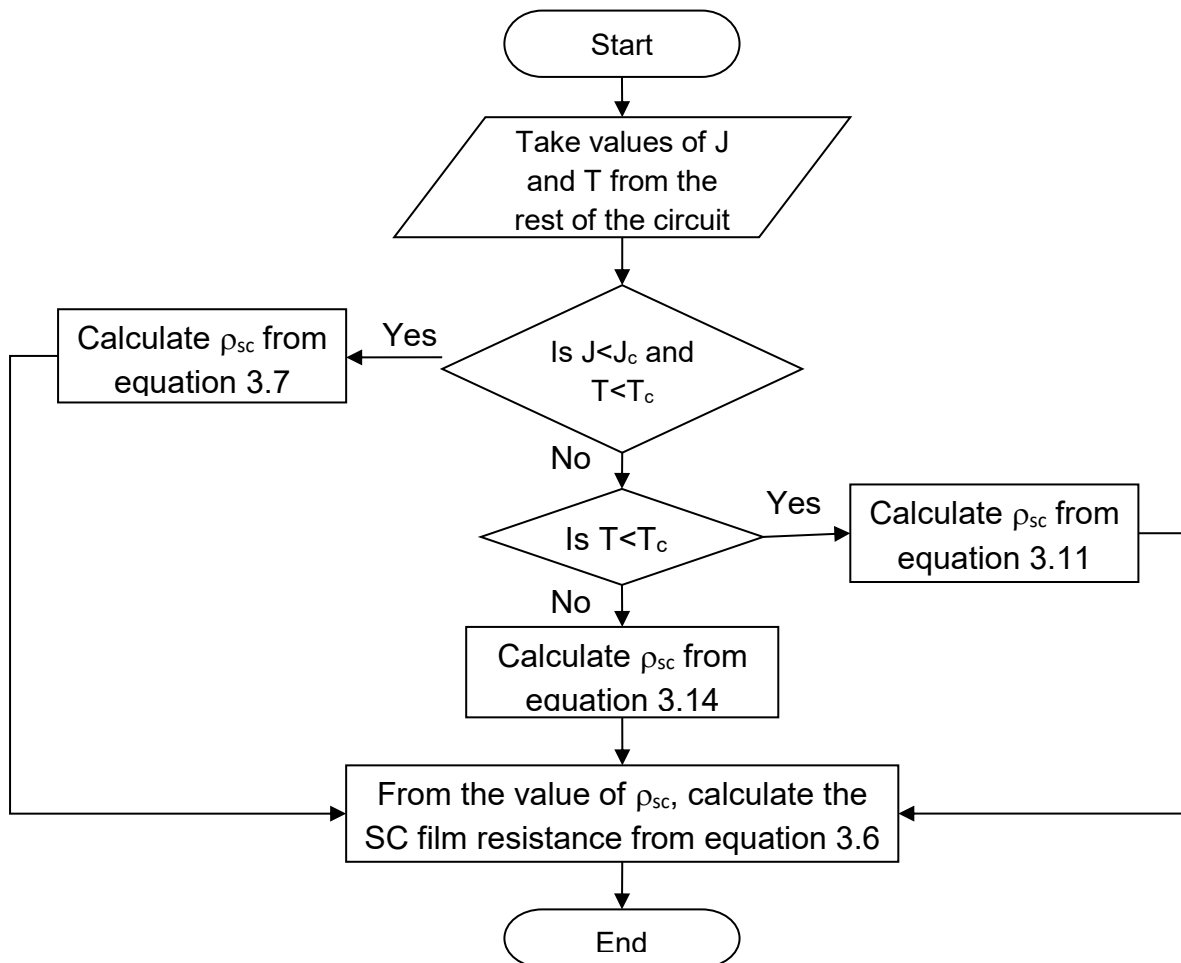 Start
Take values of J
and T from the
rest of the circuit
Is J<Jc and
T<Tc
Yes
Calculate ρsc from
equation 3.7
No
Is T<Tc
Yes
Calculate ρsc from
equation 3.11
No
Calculate ρsc from
equation 3.14
From the value of ρsc, calculate the
SC film resistance from equation 3.6
End